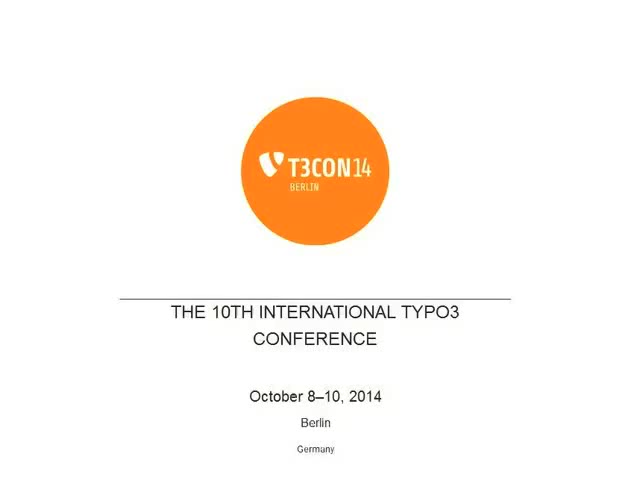 T3CON14
BERLIN
THE 10TH INTERNATIONAL TYPO3
CONFERENCE
October 8–10, 2014
Berlin
Germany